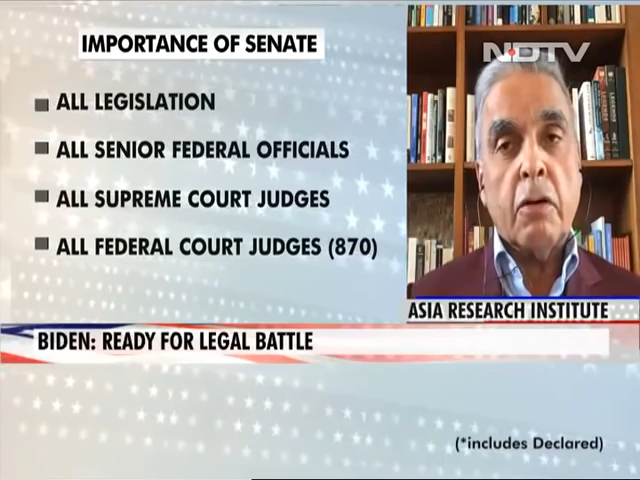 IMPORTANCE OF SENATE
ALL LEGISLATION
ALL SENIOR FEDERAL OFFICIALS
ALL SUPREME COURT JUDGES
ALL FEDERAL COURT JUDGES (870)
NDTV
LEGENDS
ASIA RESEARCH INSTITUTE
BIDEN: READY FOR LEGAL BATTLE
(*includes Declared)